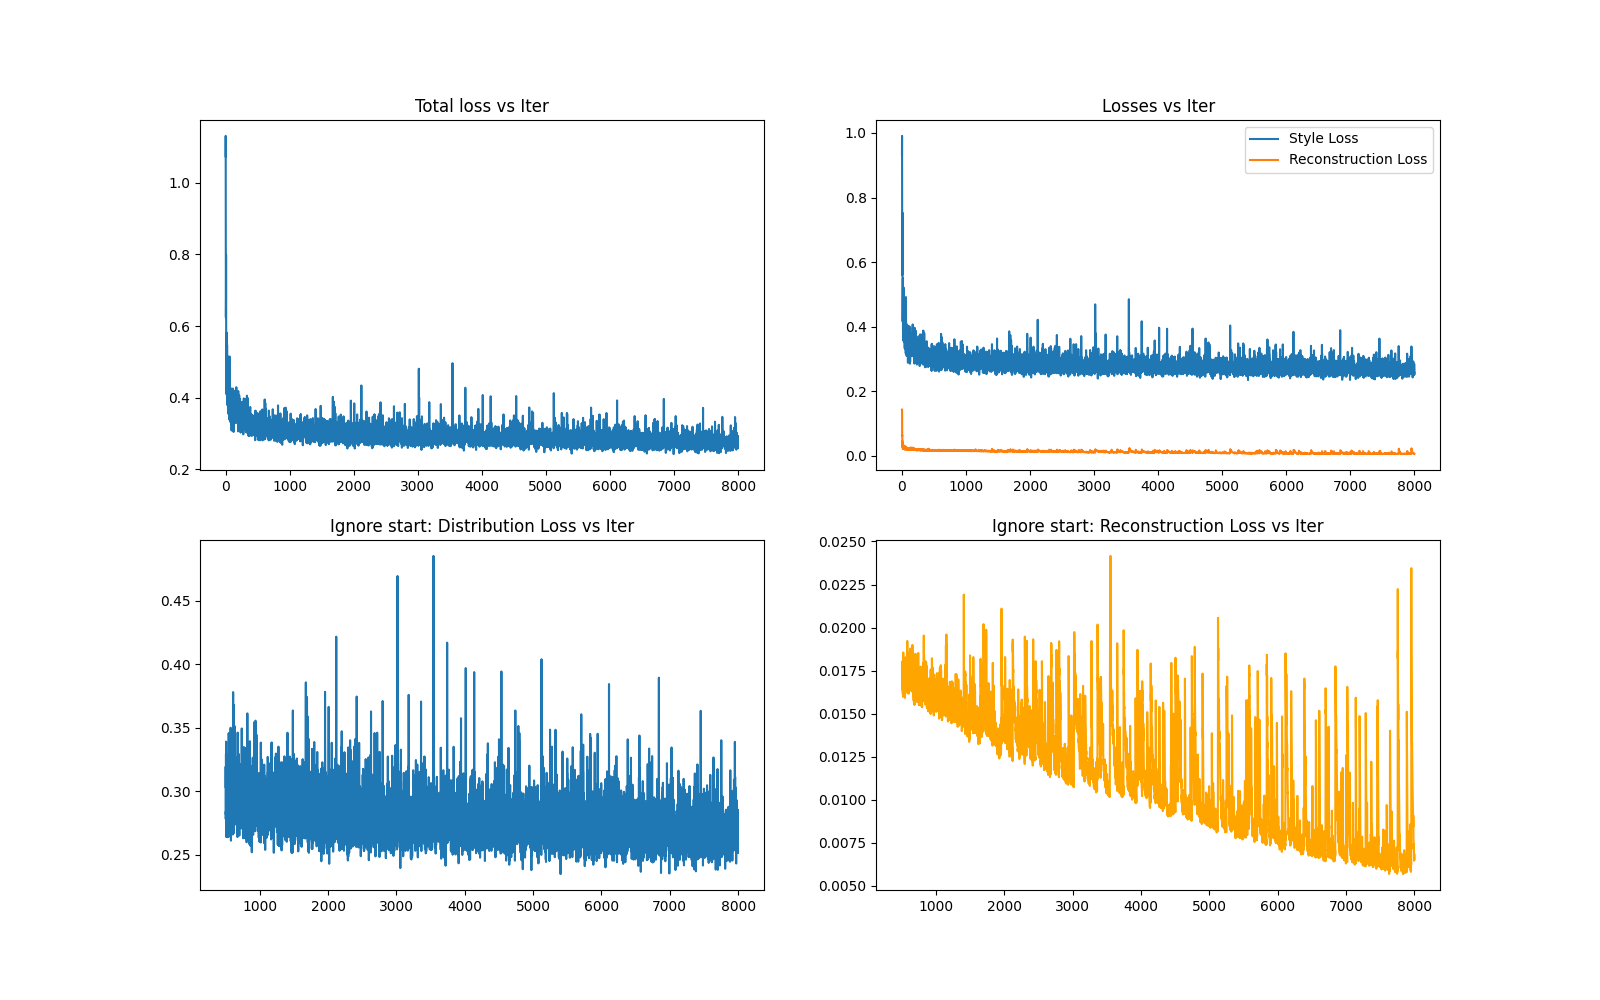 Total loss vs Iter
1.0
0.8
0.6
0.4
0.2
0 1000 2000 3000 4000 5000 6000 7000 8000
Losses vs Iter
Style Loss
Reconstruction Loss
1.0
0.8
0.6
0.4
0.2
0.0
0 1000 2000 3000 4000 5000 6000 7000 8000
Ignore start: Distribution Loss vs Iter
0.45
0.40
0.35
0.30
0.25
1000 2000 3000 4000 5000 6000 7000 8000
Ignore start: Reconstruction Loss vs Iter
0.0250
0.0225
0.0200
0.0175
0.0150
0.0125
0.0100
0.0075
0.0050
1000 2000 3000 4000 5000 6000 7000 8000